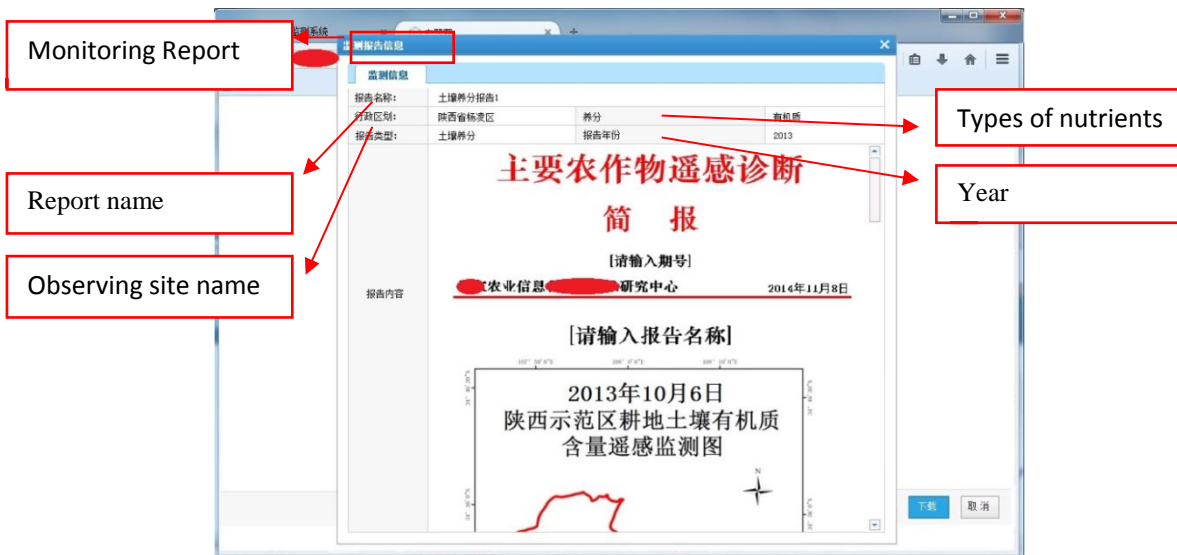 监测系统
Monitoring Report
监测报告信息
监测信息
报告名称: 土壤养分报告1
行政区划: 陕西省杨凌区 养分 有机质
报告类型: 土壤养分 报告年份 2013
Types of nutrients
Year
Report name
Observing site name
主要农作物遥感诊断
简 报
[请输入期号]
农业信息 研究中心 2014年11月8日
报告内容
[请输入报告名称]
2013年10月6日
陕西示范区耕地土壤有机质
含量遥感监测图
N
下载 取消